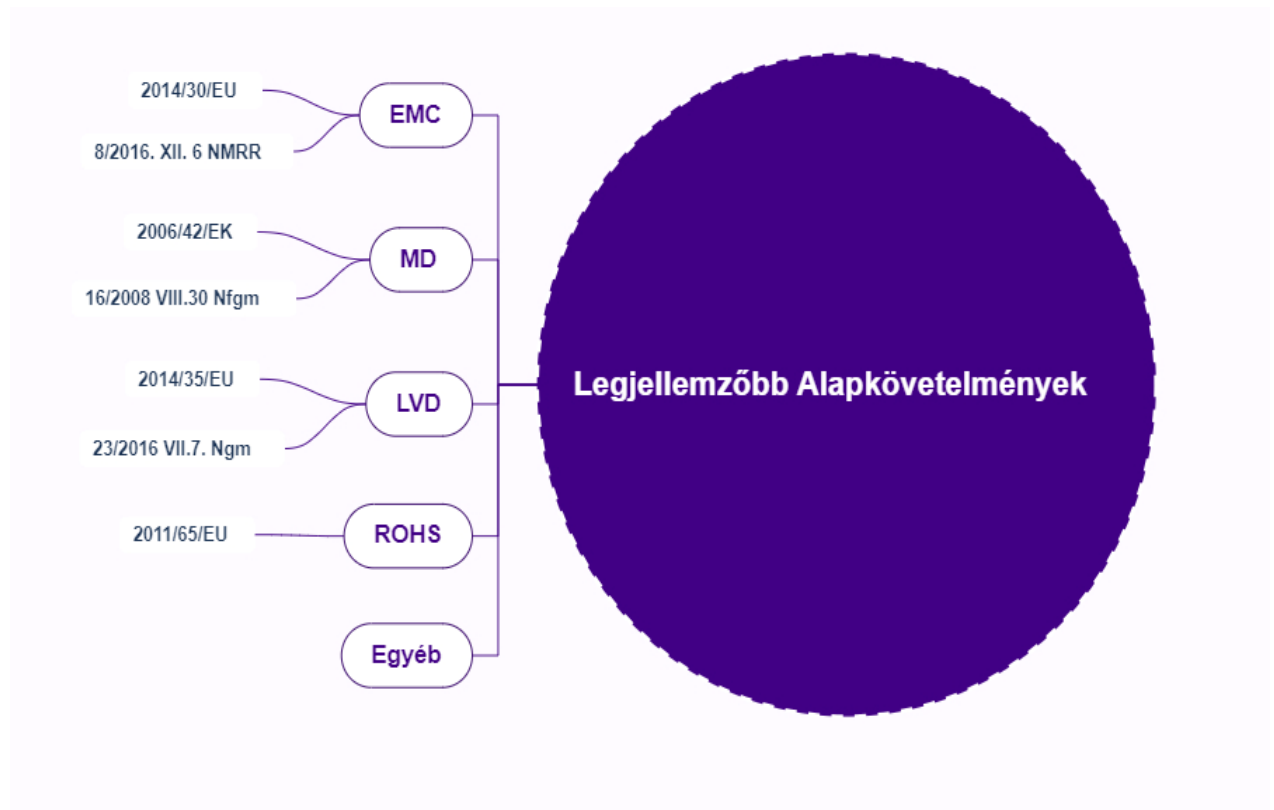 2014/30/EU
EMC
8/2016. XII. 6 NMRR
2006/42/EK
MD
16/2008 VIII.30 Nfgm
2014/35/EU
LVD
23/2016 VII.7. Ngm
2011/65/EU
ROHS
Egyéb
Legjellemzőbb Alapkövetelmények